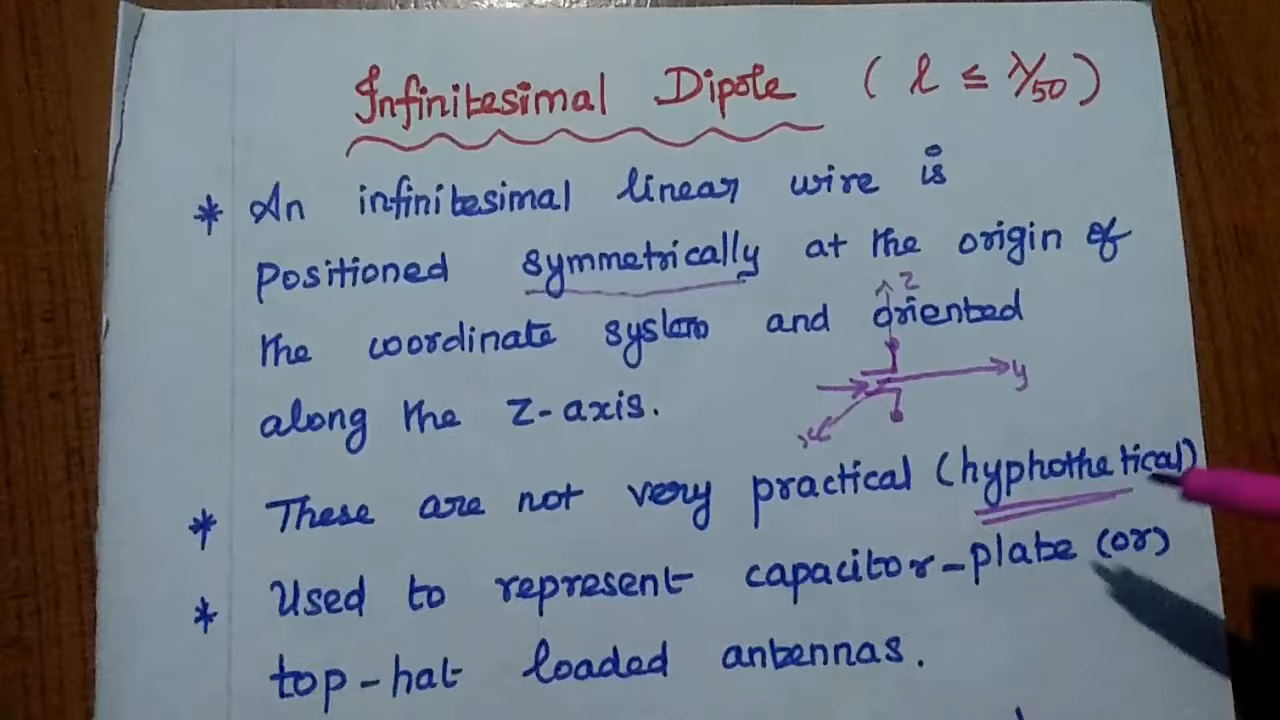 Infinitesimal Dipole ( l ≤ λ/50 )
* An infinitesimal linear wire is
positioned symmetrically at the origin of
the coordinate system and oriented
along the z-axis.
z
y
x
* These are not very practical (hyphothetical)
* Used to represent capacitor-plate (or)
top-hat loaded antennas.